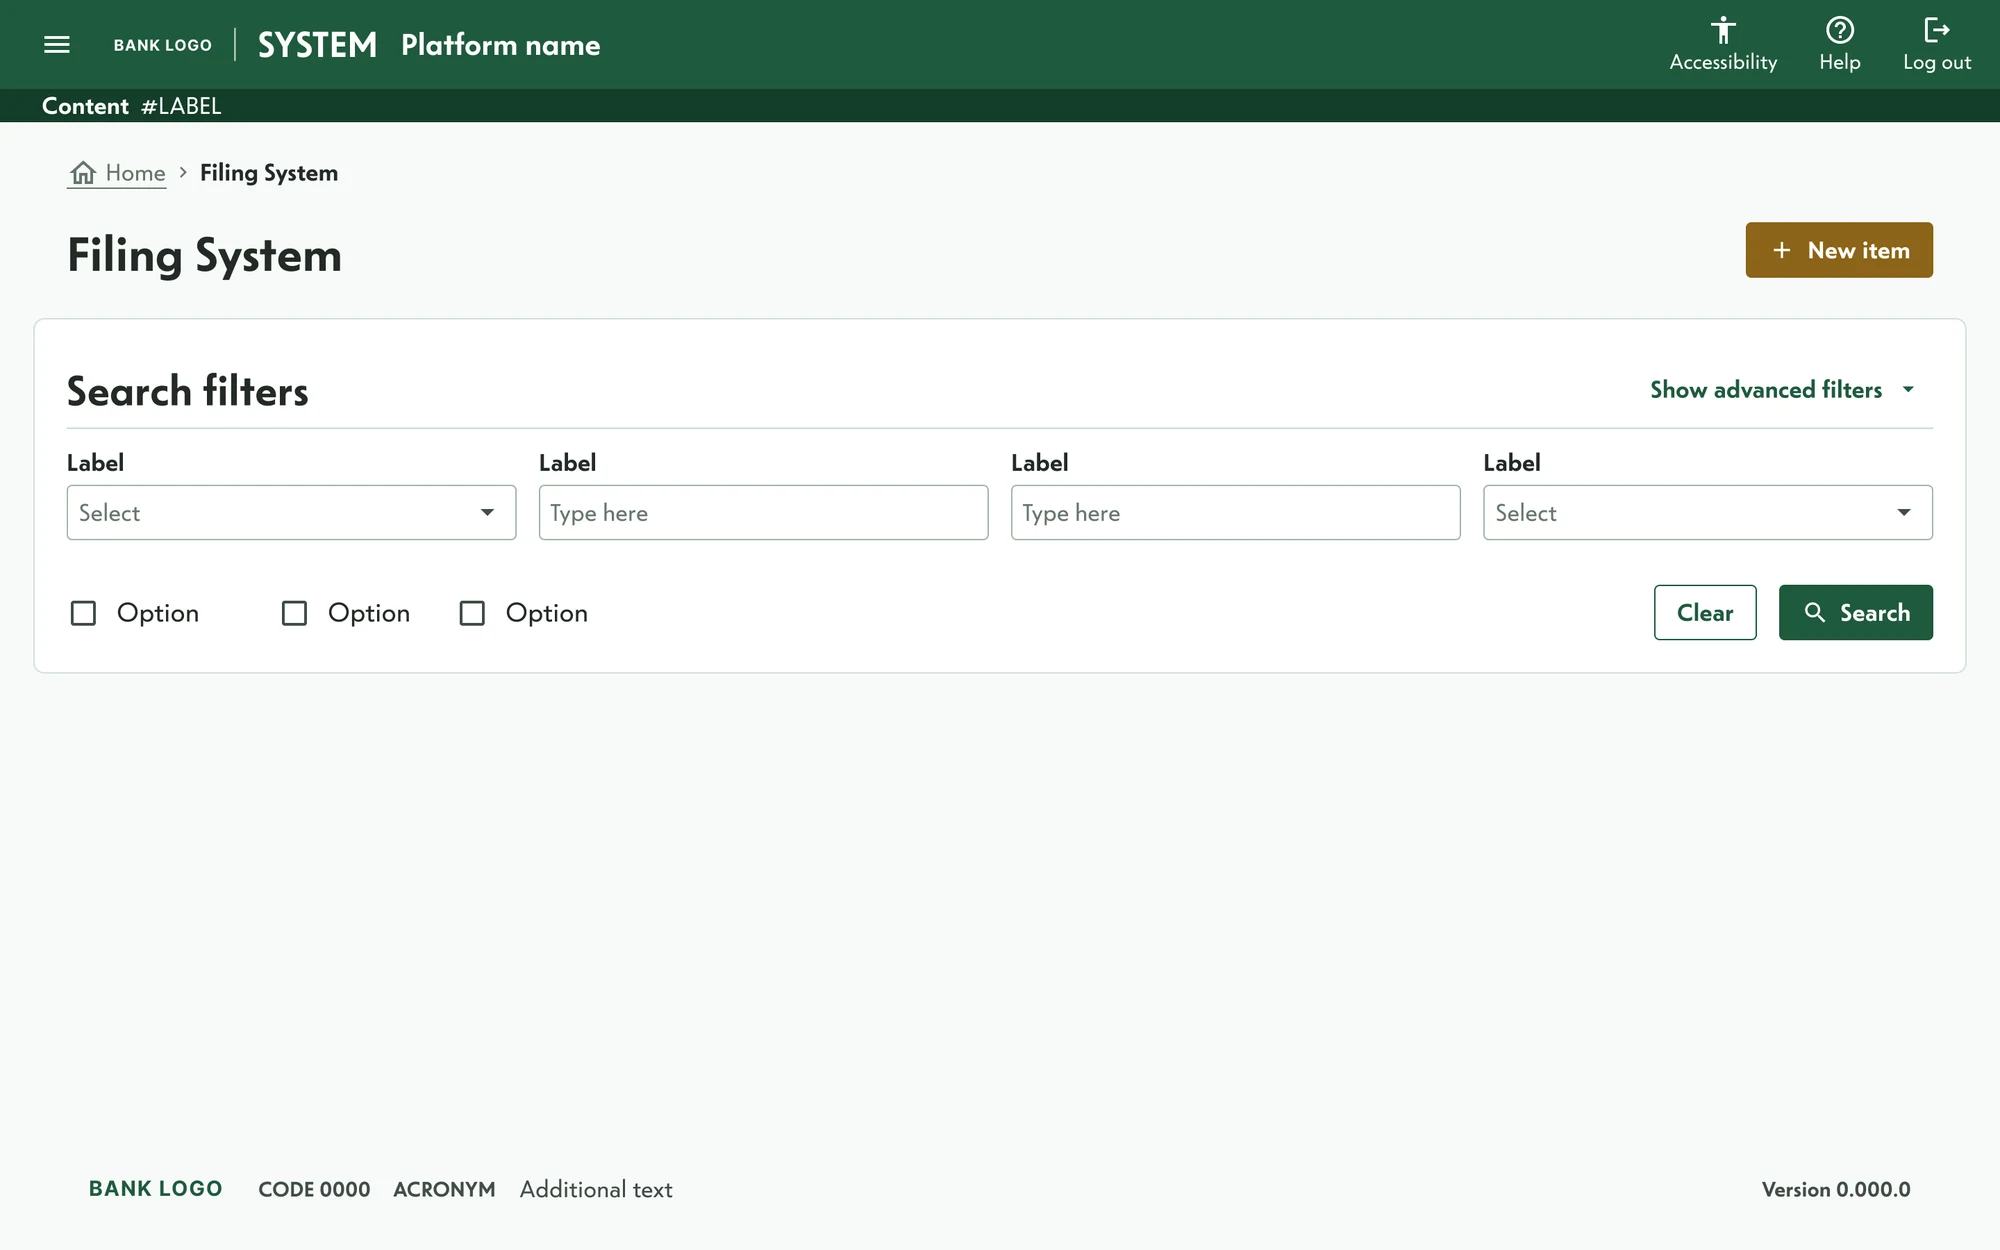 BANK LOGO SYSTEM Platform name
Accessibility Help Log out
Content #LABEL
Home Filing System
Filing System
+ New item
Search filters
Show advanced filters
Label Label Label Label
Select Type here Type here Select
Option Option Option
Clear Search
BANK LOGO CODE 0000 ACRONYM Additional text
Version 0.000.0